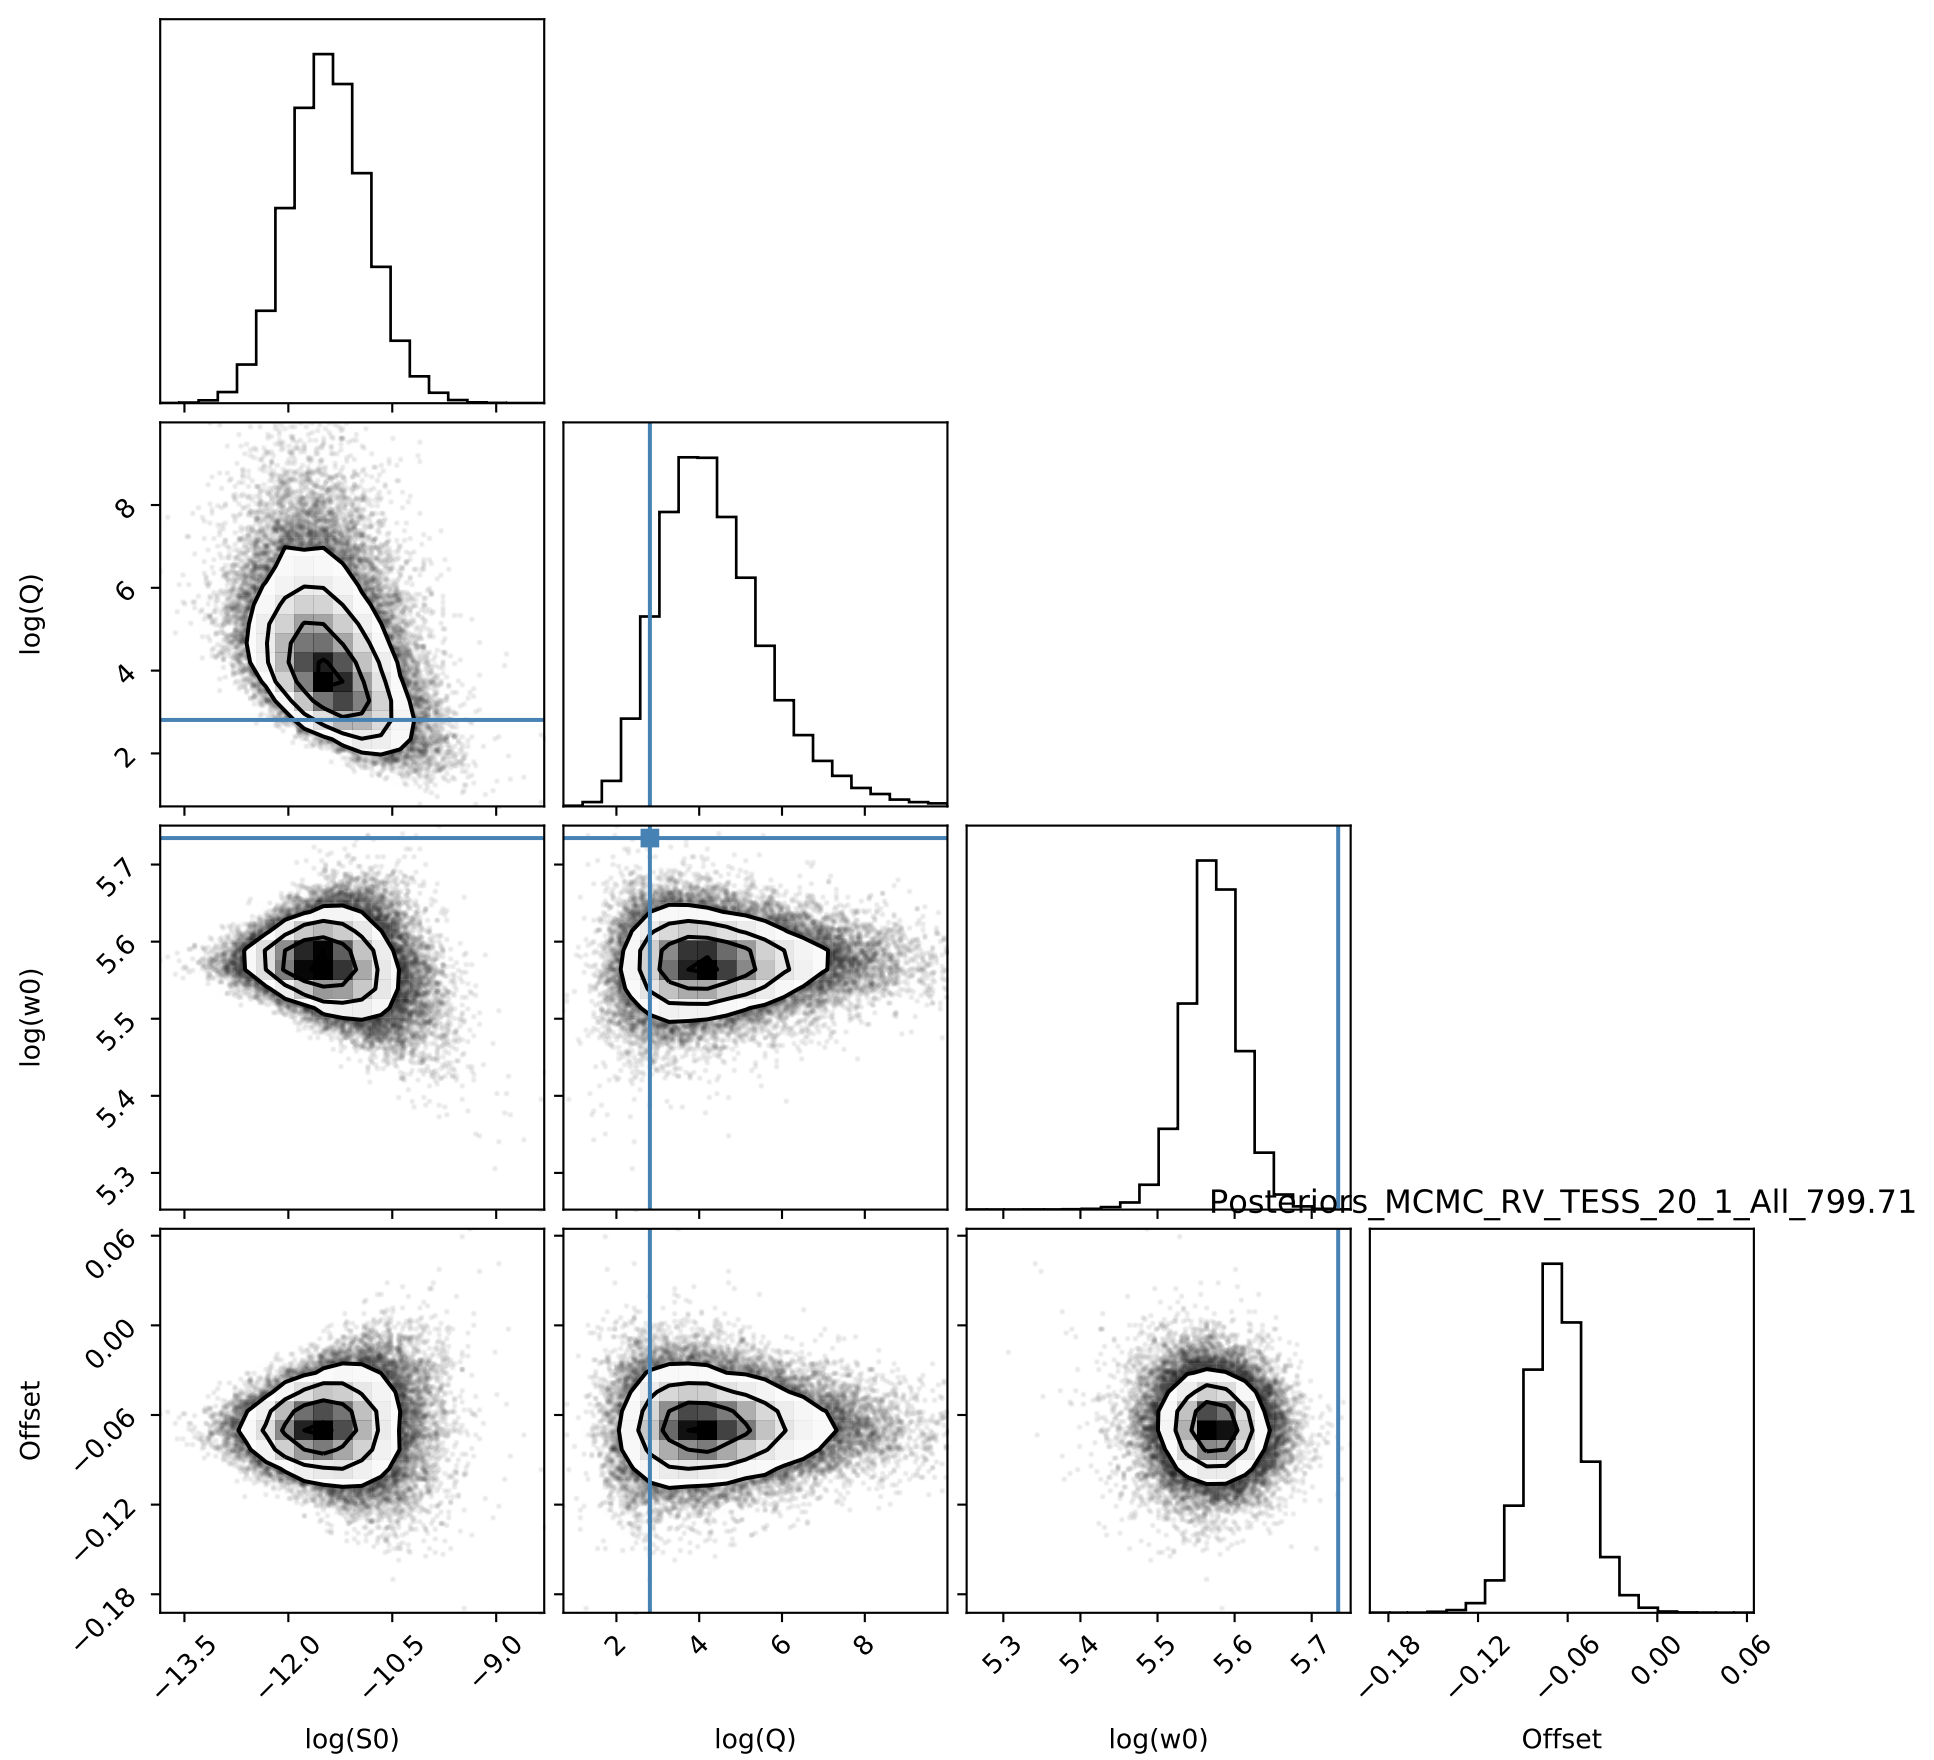 log(Q)
8
6
4
2
log(w0)
5.7
5.6
5.5
5.4
5.3
Posteriors_MCMC_RV_TESS_20_1_All_799.71
Offset
0.06
0.00
−0.06
−0.12
−0.18
−13.5 −12.0 −10.5 −9.0
2 4 6 8
5.3 5.4 5.5 5.6 5.7
−0.18 −0.12 −0.06 0.00 0.06
log(S0) log(Q) log(w0) Offset